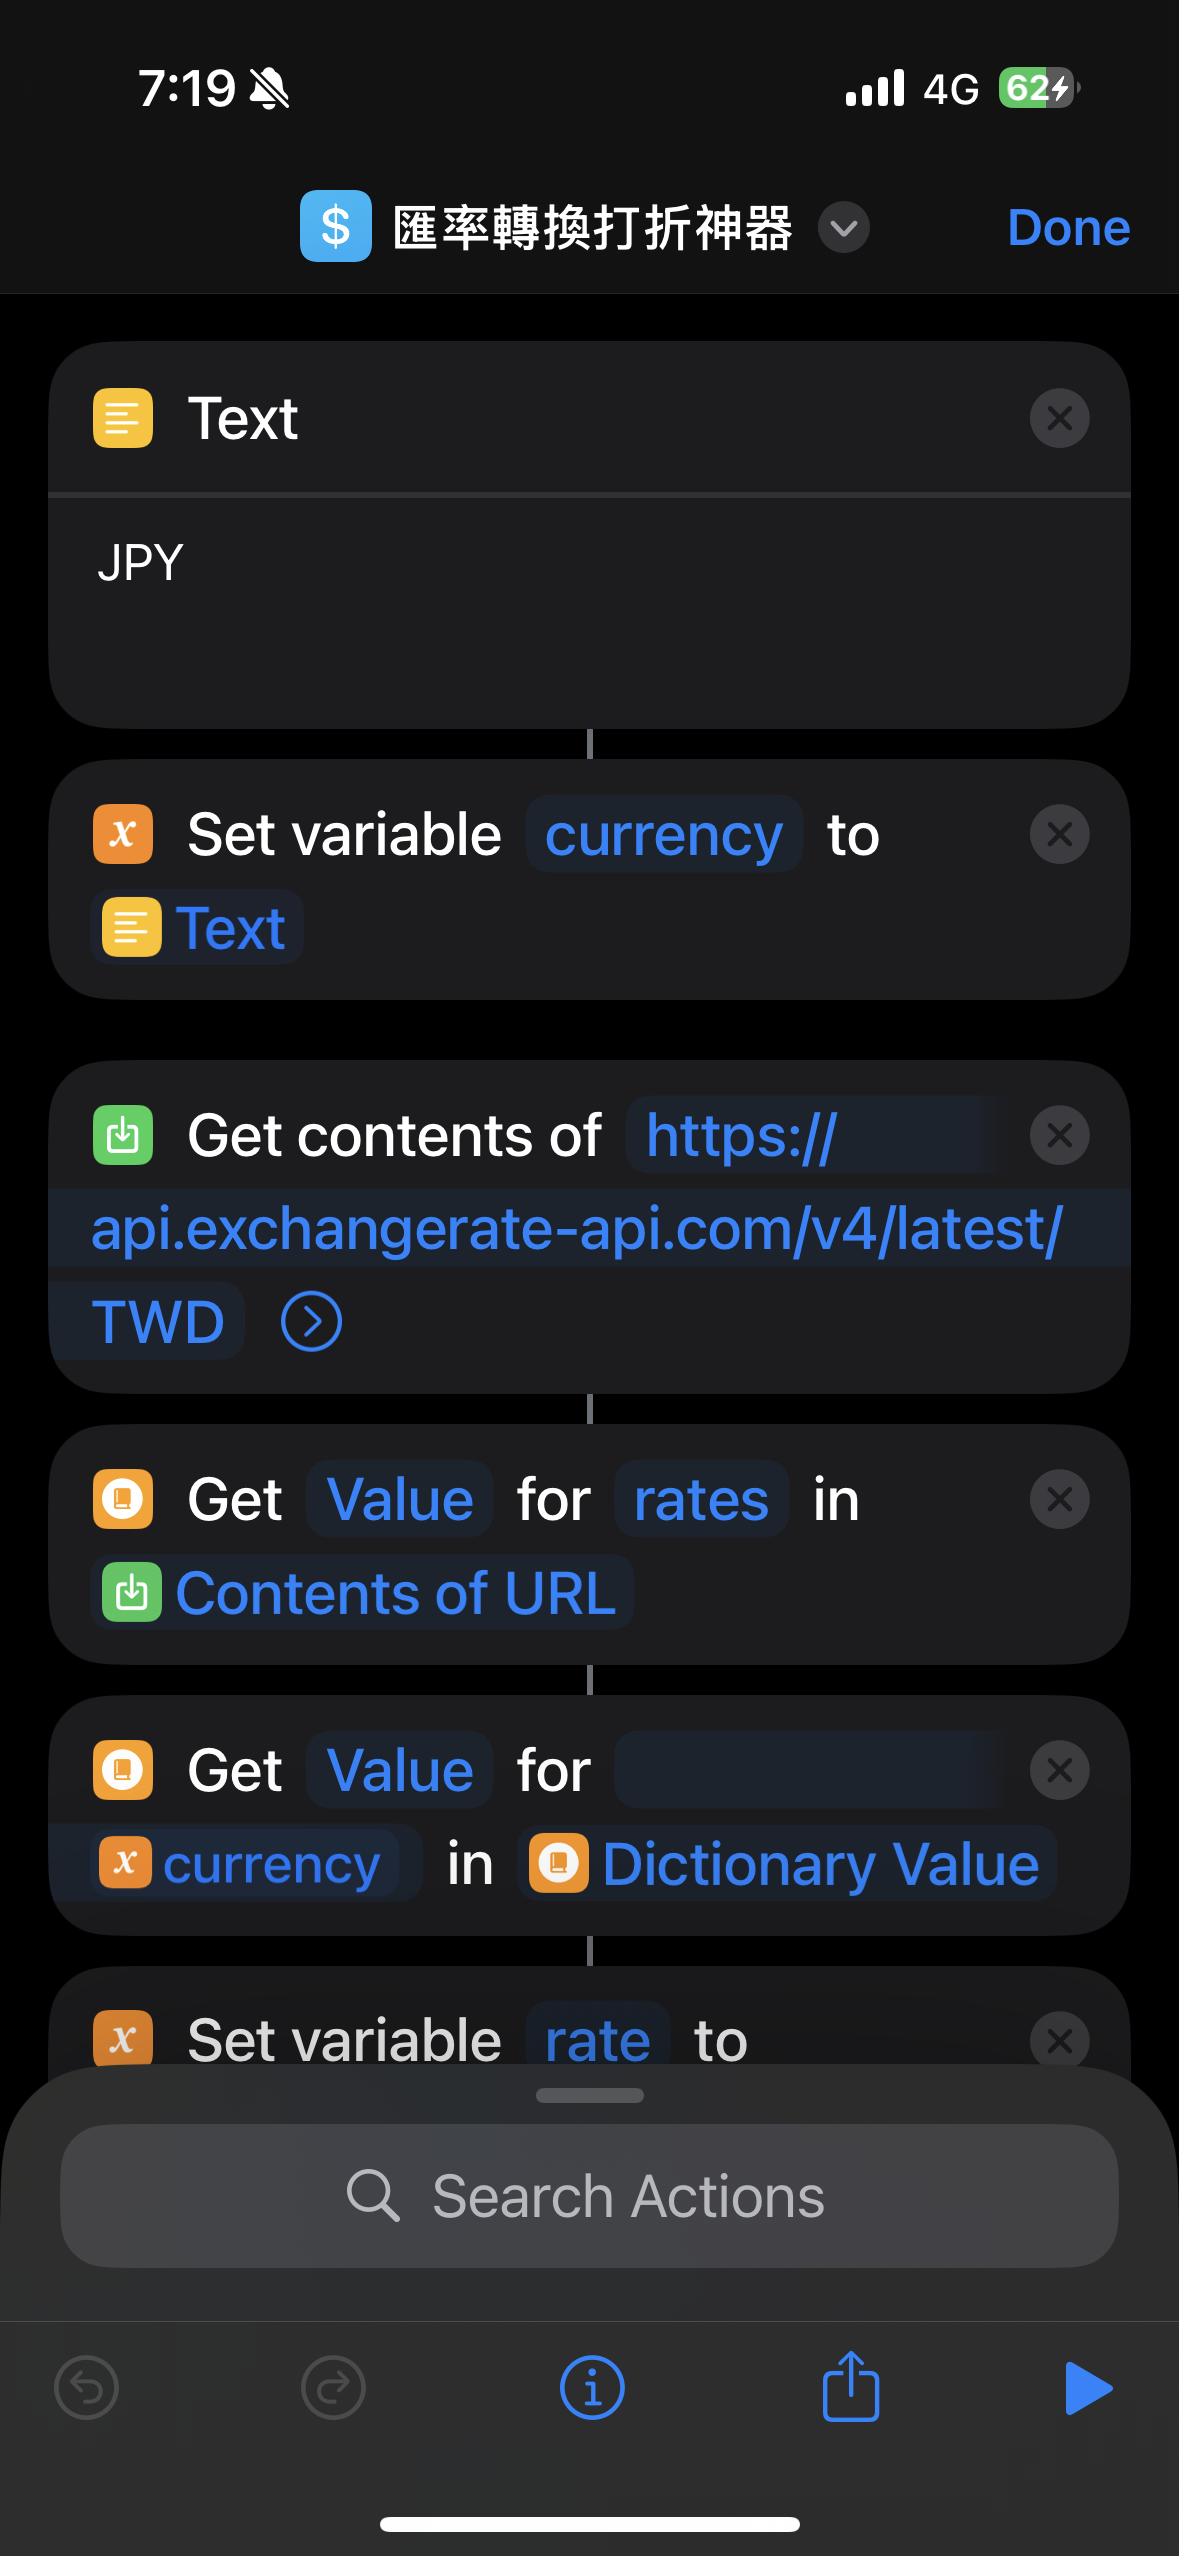 7:19
4G 62
$ 匯率轉換打折神器
Done
Text
JPY
x Set variable currency to
Text
Get contents of https://
api.exchangerate-api.com/v4/latest/
TWD
Get Value for rates in
Contents of URL
Get Value for
x currency in Dictionary Value
x Set variable rate to
Search Actions